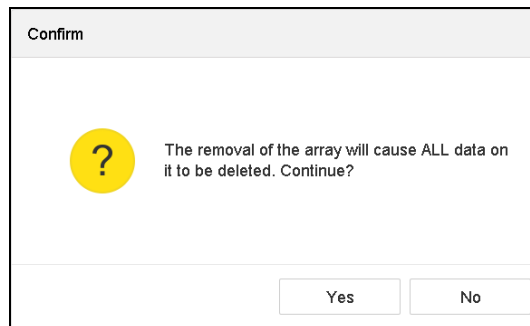 Confirm
?
The removal of the array will cause ALL data on
it to be deleted. Continue?
Yes
No